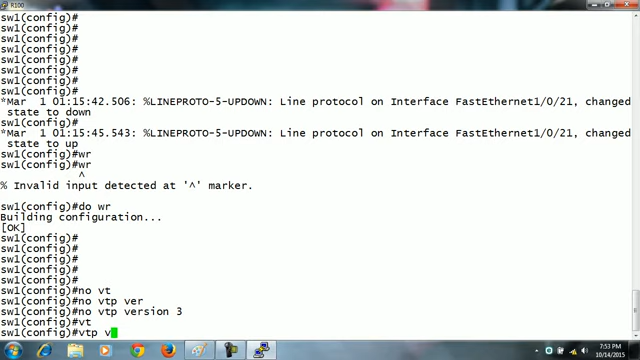 R100
sw1(config)#
sw1(config)#
sw1(config)#
sw1(config)#
sw1(config)#
sw1(config)#
sw1(config)#
sw1(config)#
*Mar  1 01:15:42.506: %LINEPROTO-5-UPDOWN: Line protocol on Interface FastEthernet1/0/21, changed
state to down
sw1(config)#
*Mar  1 01:15:45.543: %LINEPROTO-5-UPDOWN: Line protocol on Interface FastEthernet1/0/21, changed
state to up
sw1(config)#wr
sw1(config)#wr
^
% Invalid input detected at '^' marker.
sw1(config)#do wr
Building configuration...
[OK]
sw1(config)#
sw1(config)#
sw1(config)#
sw1(config)#
sw1(config)#
sw1(config)#no vt
sw1(config)#no vtp ver
sw1(config)#no vtp version 3
sw1(config)#vt
sw1(config)#vtp v
7:53 PM
10/14/2015